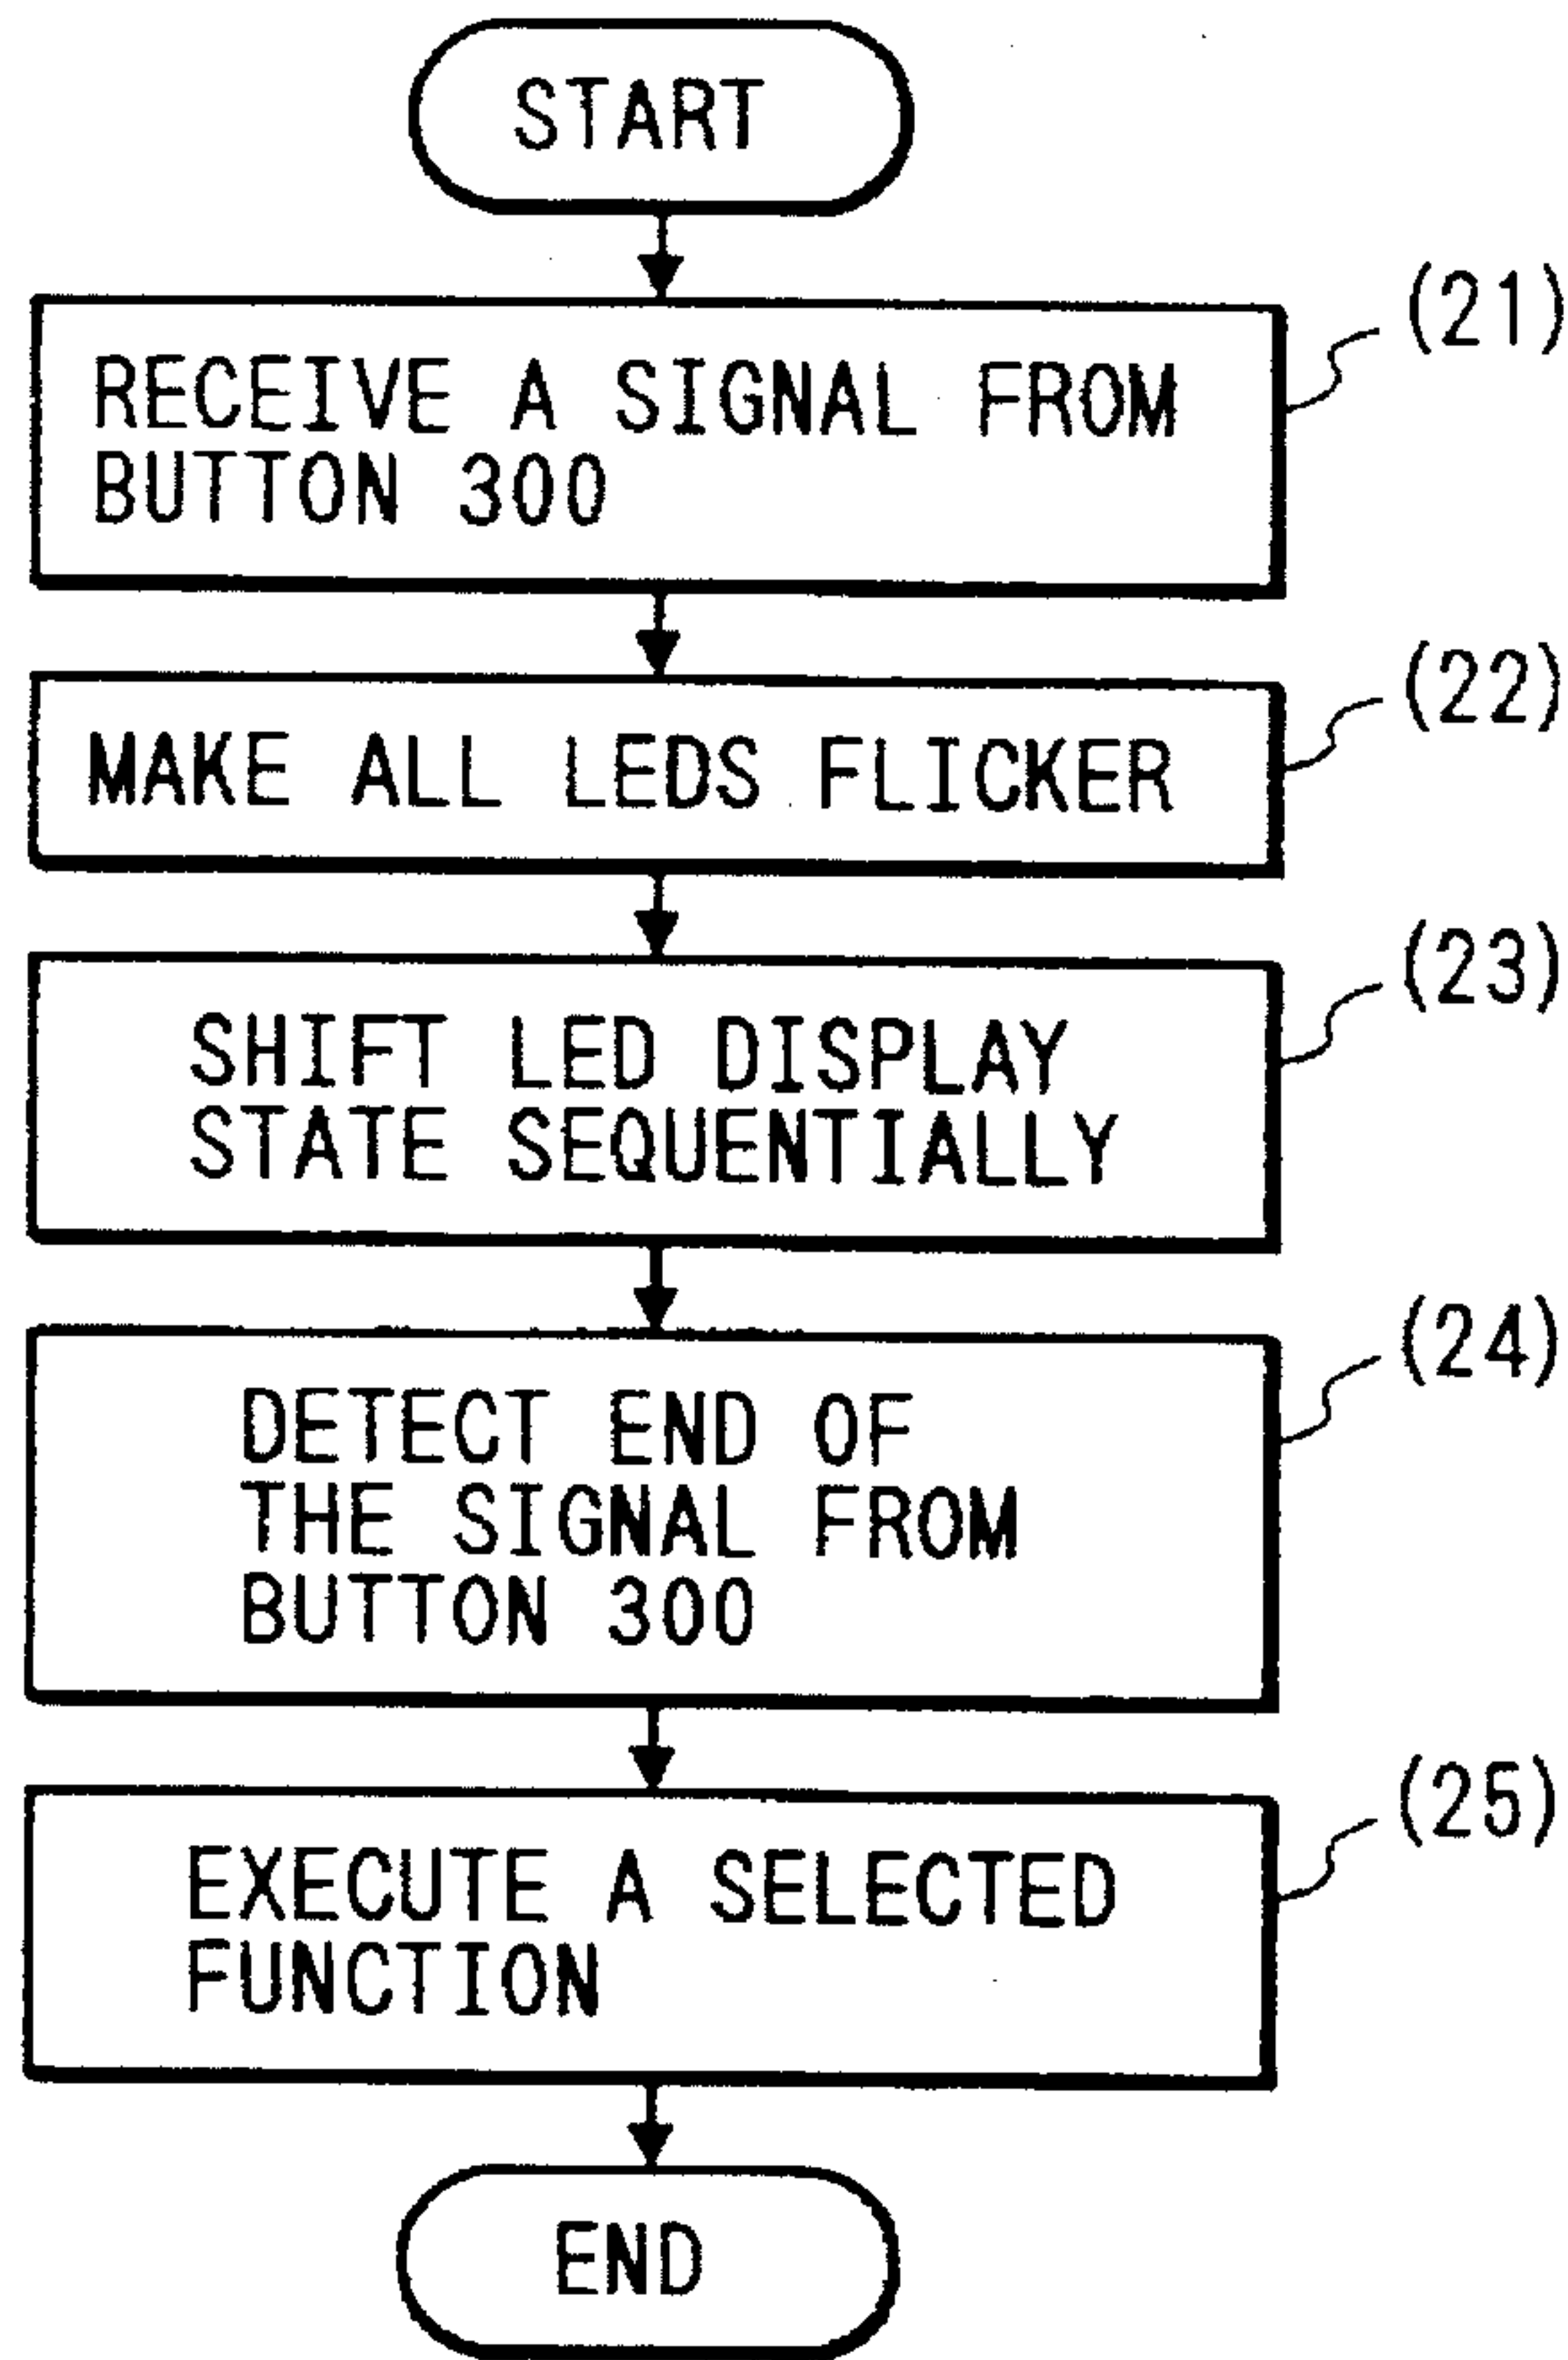 START
(21)
RECEIVE A SIGNAL FROM
BUTTON 300
(22)
MAKE ALL LEDS FLICKER
(23)
SHIFT LED DISPLAY
STATE SEQUENTIALLY
(24)
DETECT END OF
THE SIGNAL FROM
BUTTON 300
(25)
EXECUTE A SELECTED
FUNCTION
END